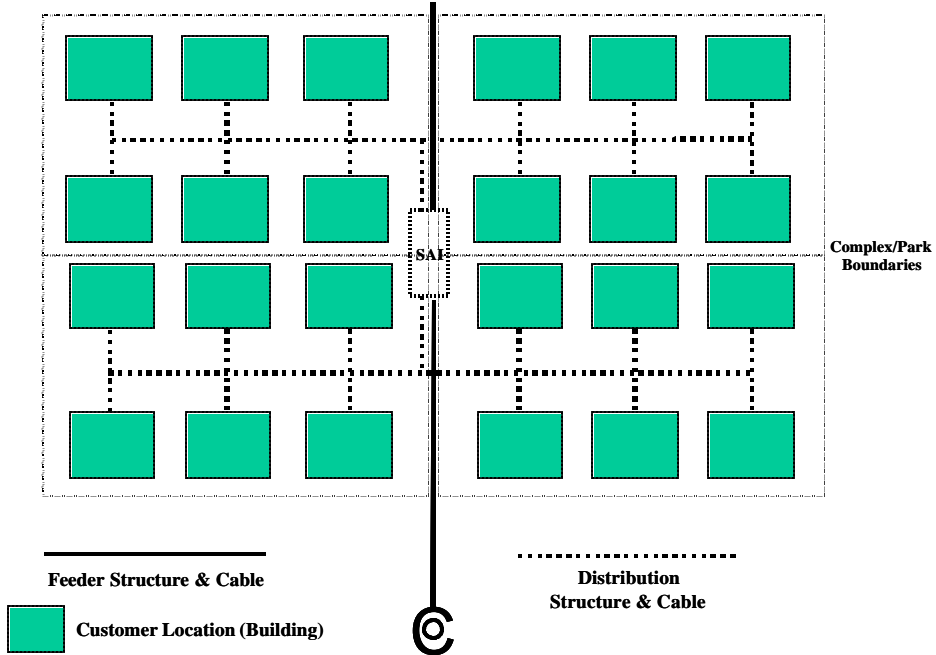 SAI
Complex/Park
Boundaries
Feeder Structure & Cable
Distribution
Structure & Cable
Customer Location (Building)